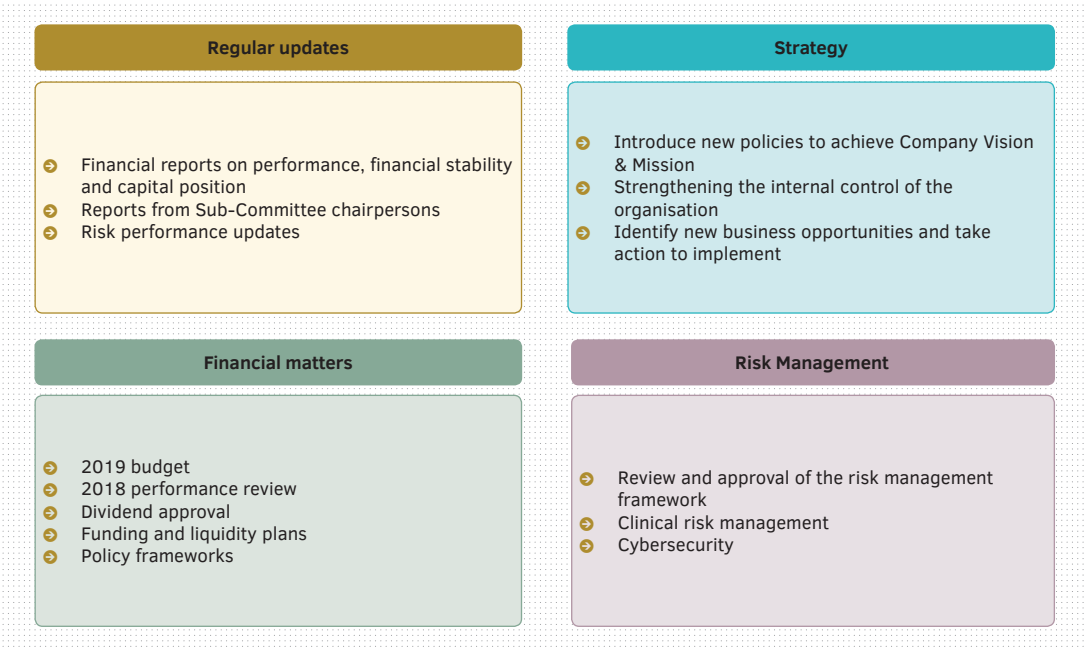 Regular updates
Financial reports on performance, financial stability
and capital position
Reports from Sub-Committee chairpersons
Risk performance updates
Strategy
Introduce new policies to achieve Company Vision
& Mission
Strengthening the internal control of the
organisation
Identify new business opportunities and take
action to implement
Financial matters
2019 budget
2018 performance review
Dividend approval
Funding and liquidity plans
Policy frameworks
Risk Management
Review and approval of the risk management
framework
Clinical risk management
Cybersecurity